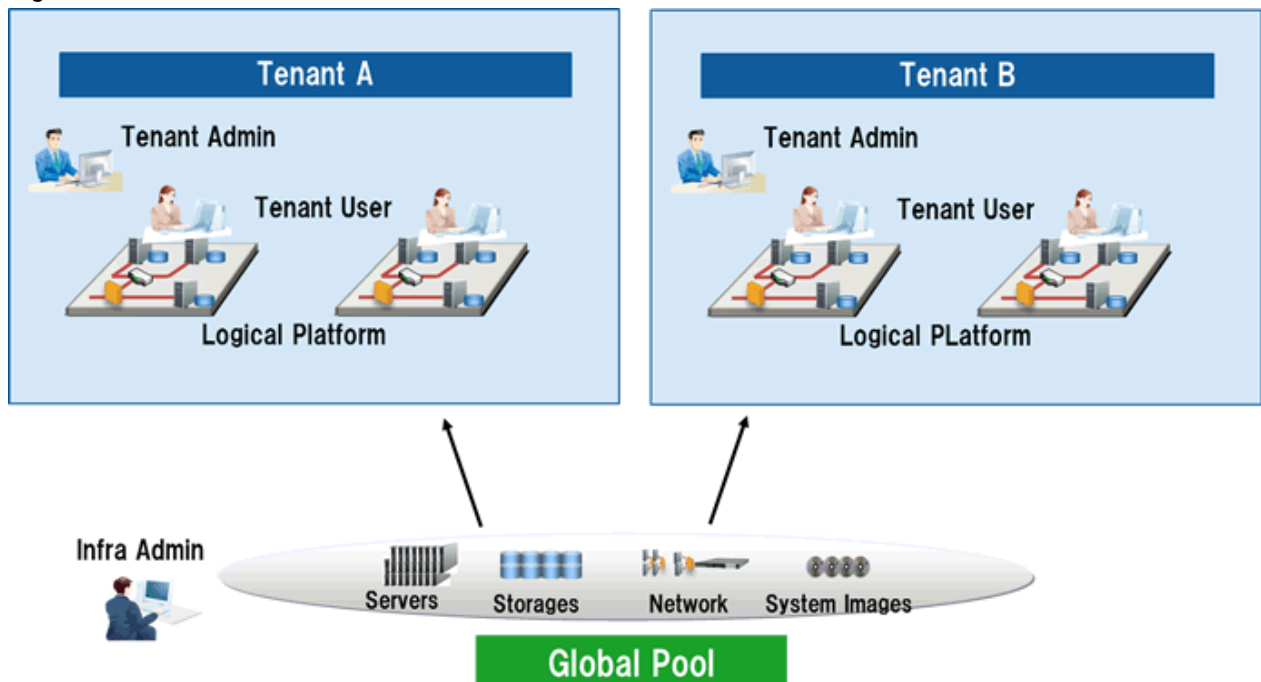 Tenant A
Tenant Admin
Tenant User
Logical Platform
Tenant B
Tenant Admin
Tenant User
Logical PLatform
Infra Admin
Servers
Storages
Network
System Images
Global Pool